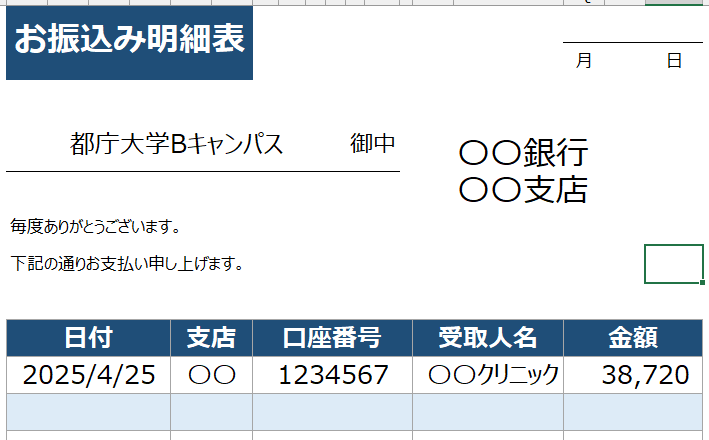 お振込み明細表
月 日
都庁大学Bキャンパス 御中
〇〇銀行
〇〇支店
毎度ありがとうございます。
下記の通りお支払い申し上げます。
日付 支店 口座番号 受取人名 金額
2025/4/25 〇〇 1234567 〇〇クリニック 38,720